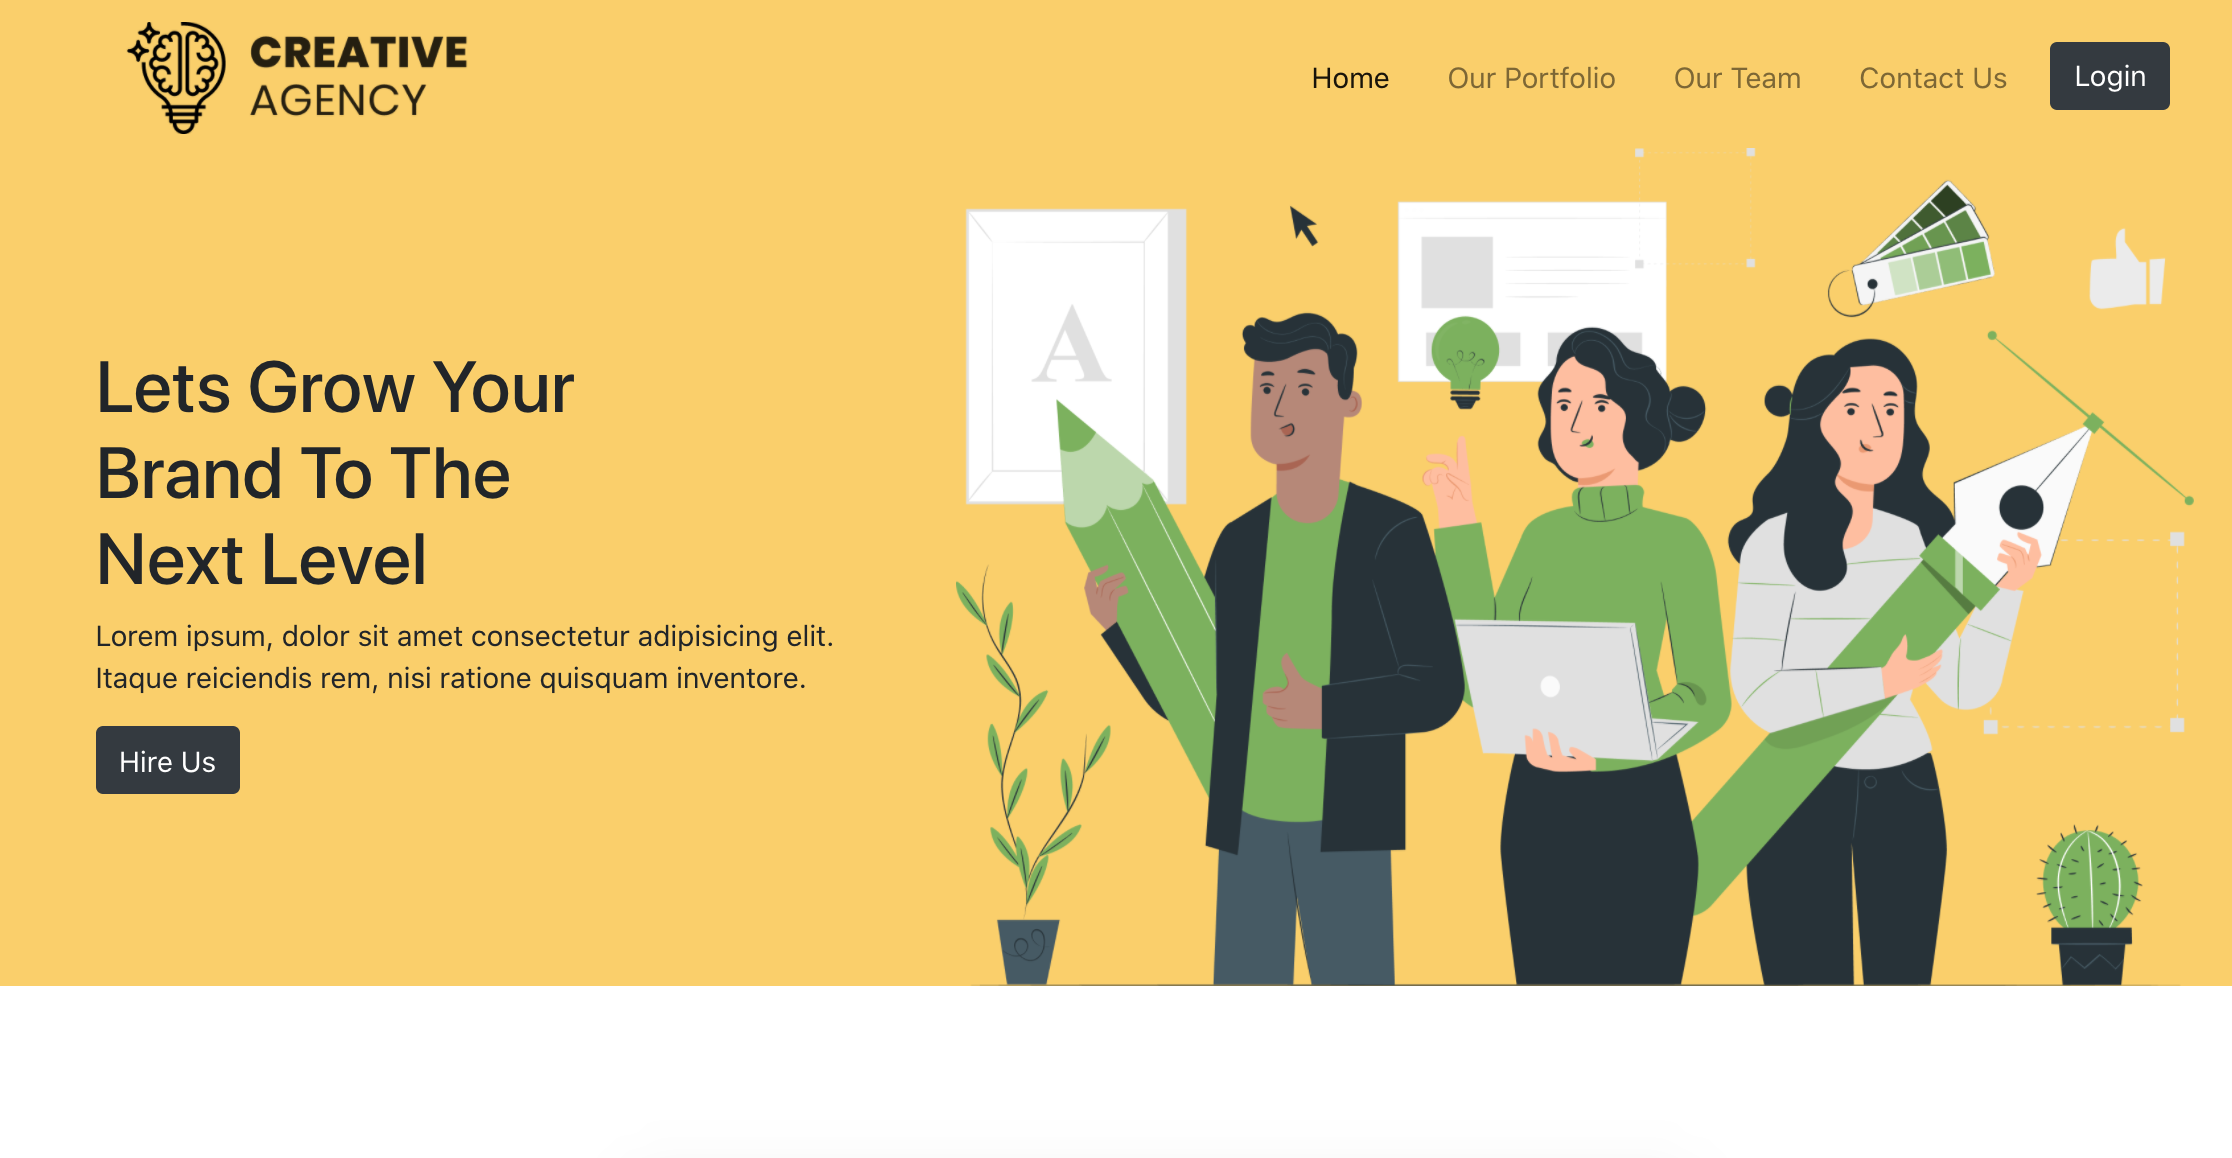 CREATIVE
AGENCY
Home
Our Portfolio
Our Team
Contact Us
Login
A
Lets Grow Your
Brand To The
Next Level
Lorem ipsum, dolor sit amet consectetur adipisicing elit.
Itaque reiciendis rem, nisi ratione quisquam inventore.
Hire Us